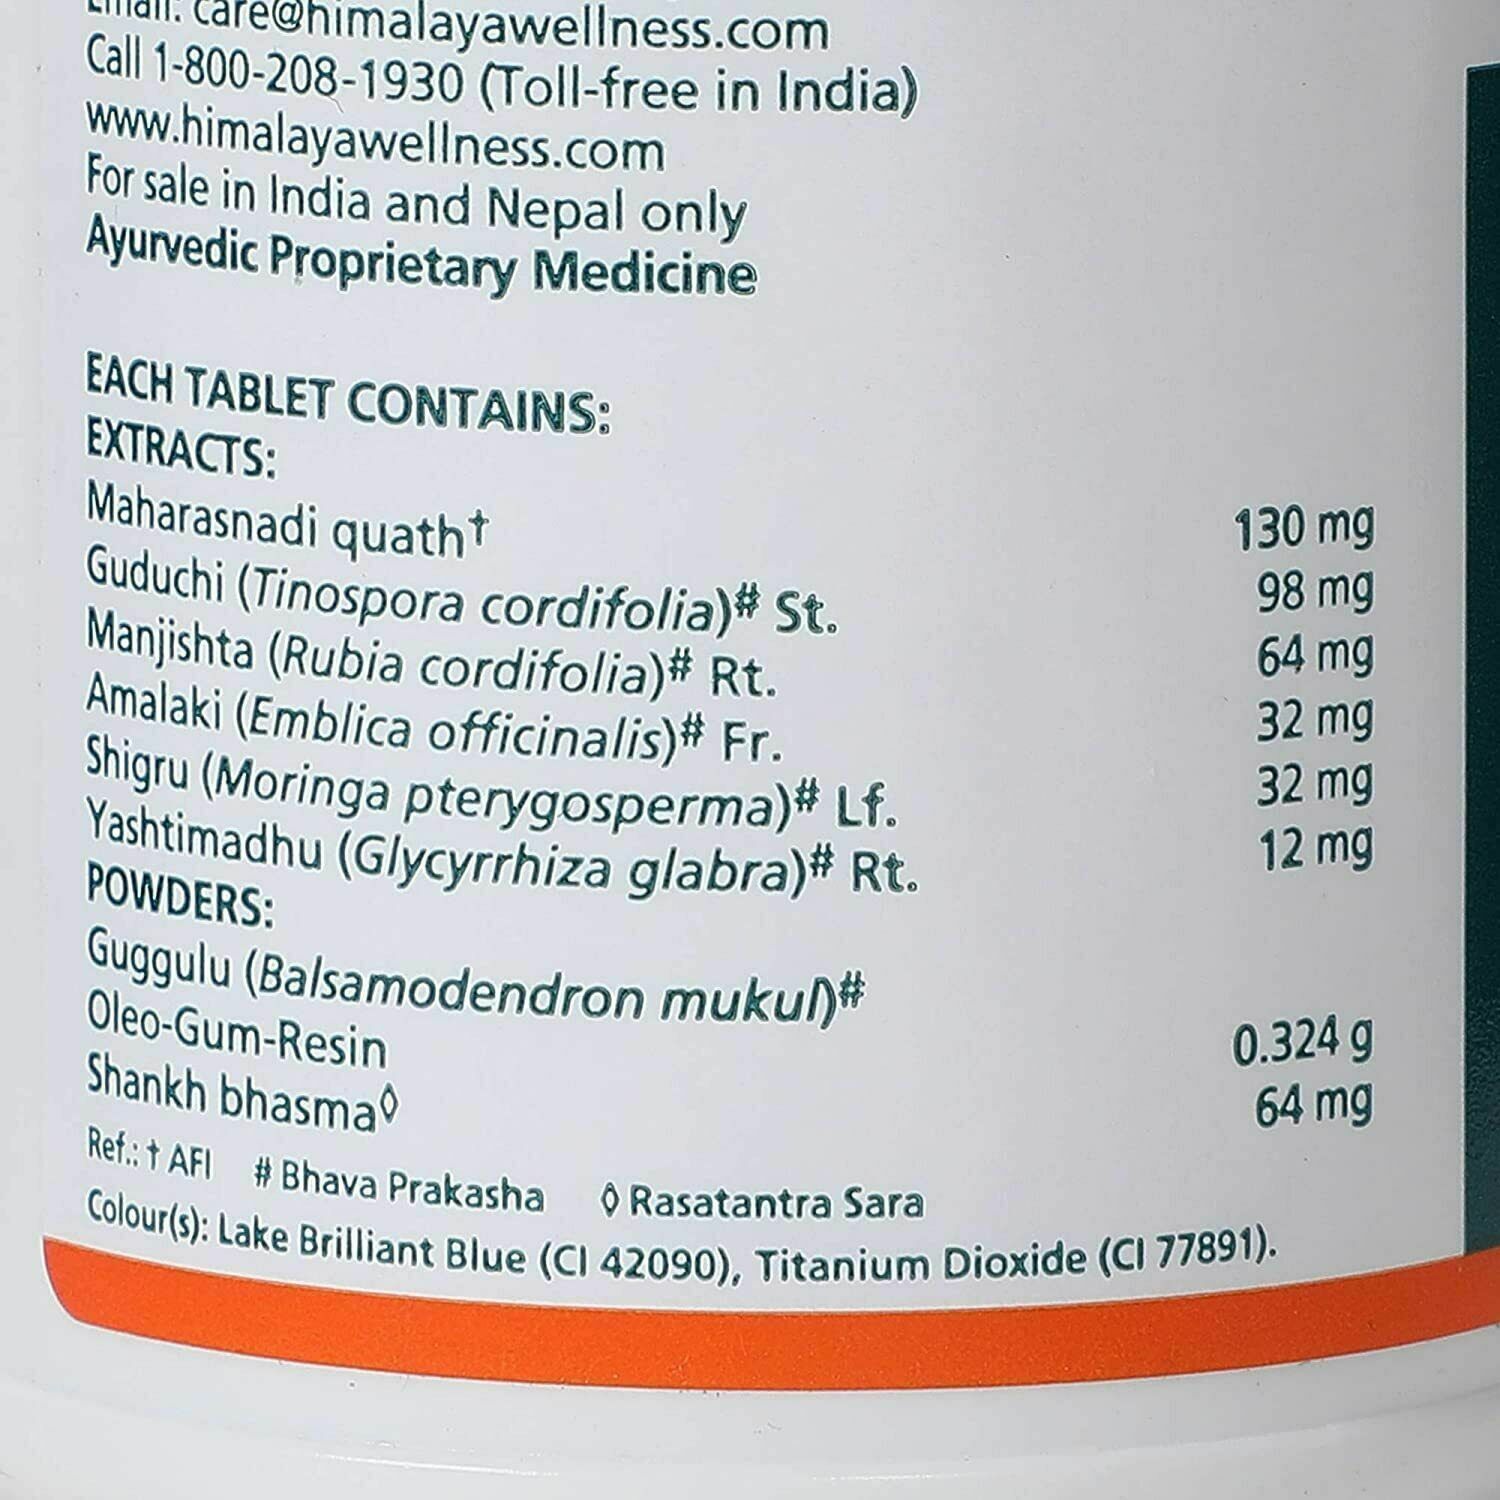 Email: care@himalayawellness.com
Call 1-800-208-1930 (Toll-free in India)
www.himalayawellness.com
For sale in India and Nepal only
Ayurvedic Proprietary Medicine
EACH TABLET CONTAINS:
EXTRACTS:
Maharasnadi quath† 130 mg
Guduchi (Tinospora cordifolia)# St. 98 mg
Manjishta (Rubia cordifolia)# Rt. 64 mg
Amalaki (Emblica officinalis)# Fr. 32 mg
Shigru (Moringa pterygosperma)# Lf. 32 mg
Yashtimadhu (Glycyrrhiza glabra)# Rt. 12 mg
POWDERS:
Guggulu (Balsamodendron mukul)#
Oleo-Gum-Resin 0.324 g
Shankh bhasma◊ 64 mg
Ref.: † AFI # Bhava Prakasha ◊ Rasatantra Sara
Colour(s): Lake Brilliant Blue (CI 42090), Titanium Dioxide (CI 77891).